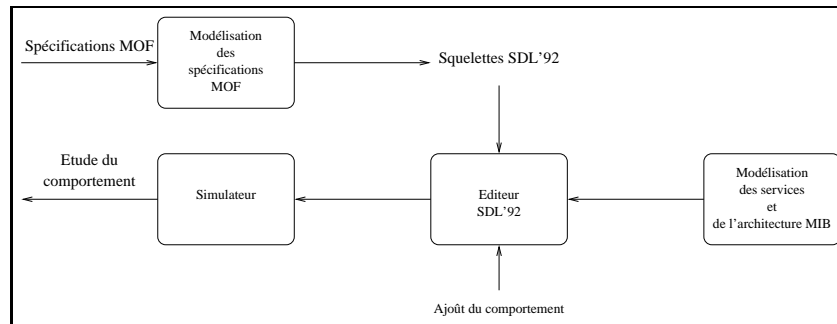 Spécifications MOF
Modélisation
des
spécifications
MOF
Squelettes SDL'92
Etude du
comportement
Simulateur
Editeur
SDL'92
Modélisation
des services
et
de l'architecture MIB
Ajoût du comportement